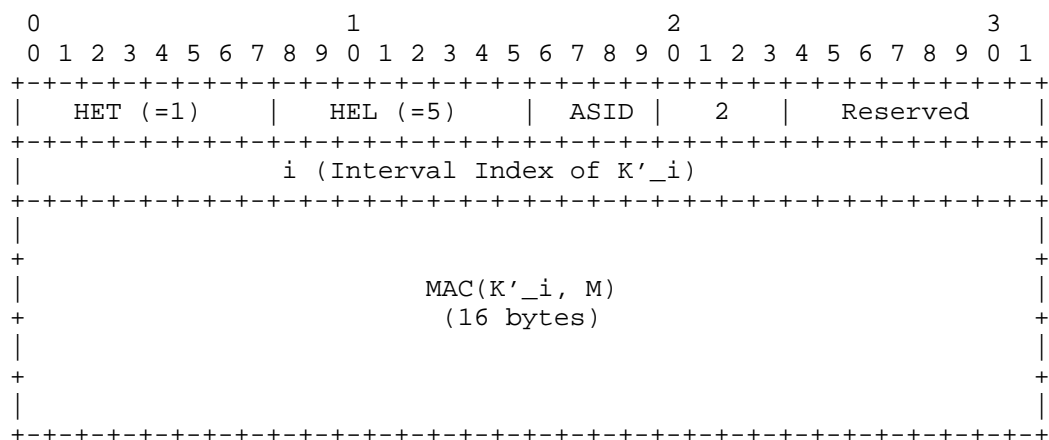 0                   1                   2                   3
 0 1 2 3 4 5 6 7 8 9 0 1 2 3 4 5 6 7 8 9 0 1 2 3 4 5 6 7 8 9 0 1
+-+-+-+-+-+-+-+-+-+-+-+-+-+-+-+-+-+-+-+-+-+-+-+-+-+-+-+-+-+-+-+-+
|   HET (=1)    |   HEL (=5)    |  ASID |   2   |   Reserved    |
+-+-+-+-+-+-+-+-+-+-+-+-+-+-+-+-+-+-+-+-+-+-+-+-+-+-+-+-+-+-+-+-+
|                i (Interval Index of K'_i)                     |
+-+-+-+-+-+-+-+-+-+-+-+-+-+-+-+-+-+-+-+-+-+-+-+-+-+-+-+-+-+-+-+-+
|                                                               |
+                                                               +
|                         MAC(K'_i, M)                          |
+                          (16 bytes)                           +
|                                                               |
+                                                               +
|                                                               |
+-+-+-+-+-+-+-+-+-+-+-+-+-+-+-+-+-+-+-+-+-+-+-+-+-+-+-+-+-+-+-+-+